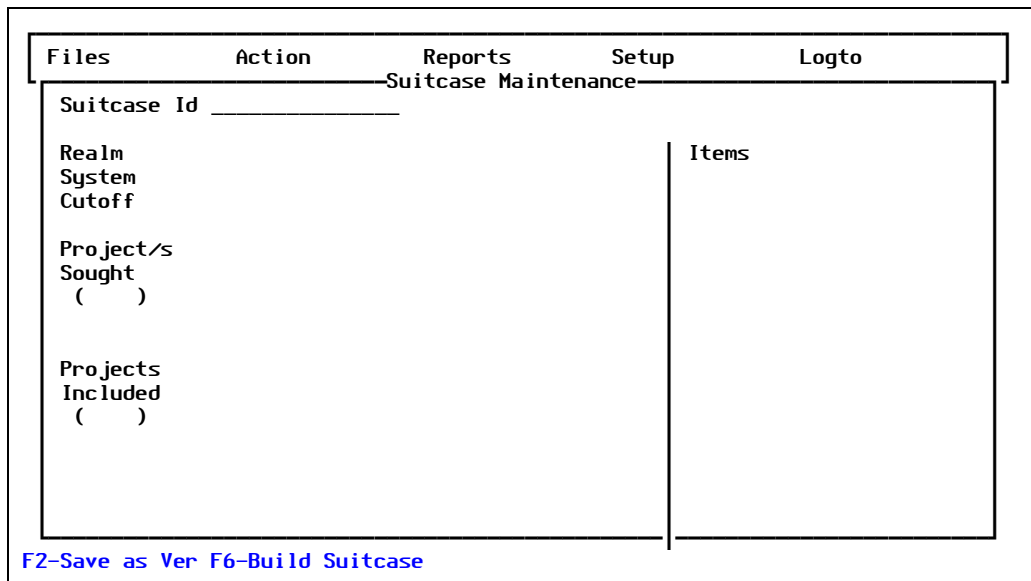 Files Action Reports Setup Logto
Suitcase Maintenance
Suitcase Id _______________
Realm
Items
System
Cutoff
Project/s
Sought
( )
Projects
Included
( )
F2-Save as Ver F6-Build Suitcase